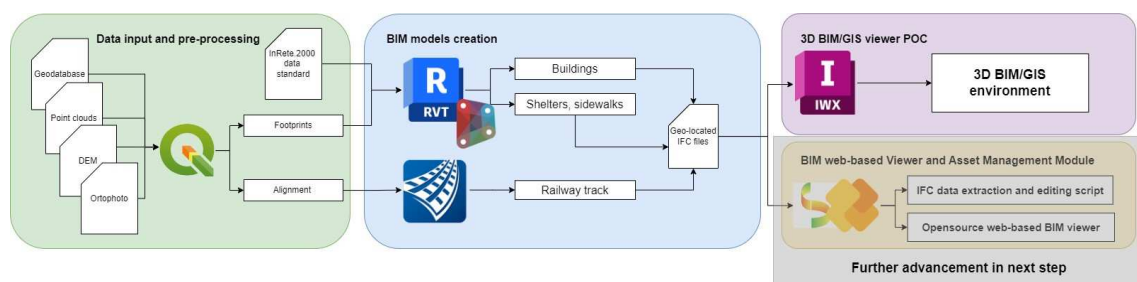 Data input and pre-processing
InRete.2000
data
standard
Geodatabase
Point clouds
DEM
Ortophoto
Footprints
Alignment
BIM models creation
R
RVT
Buildings
Shelters, sidewalks
Railway track
Geo-located
IFC files
3D BIM/GIS viewer POC
I
IWX
3D BIM/GIS
environment
BIM web-based Viewer and Asset Management Module
IFC data extraction and editing script
Opensource web-based BIM viewer
Further advancement in next step